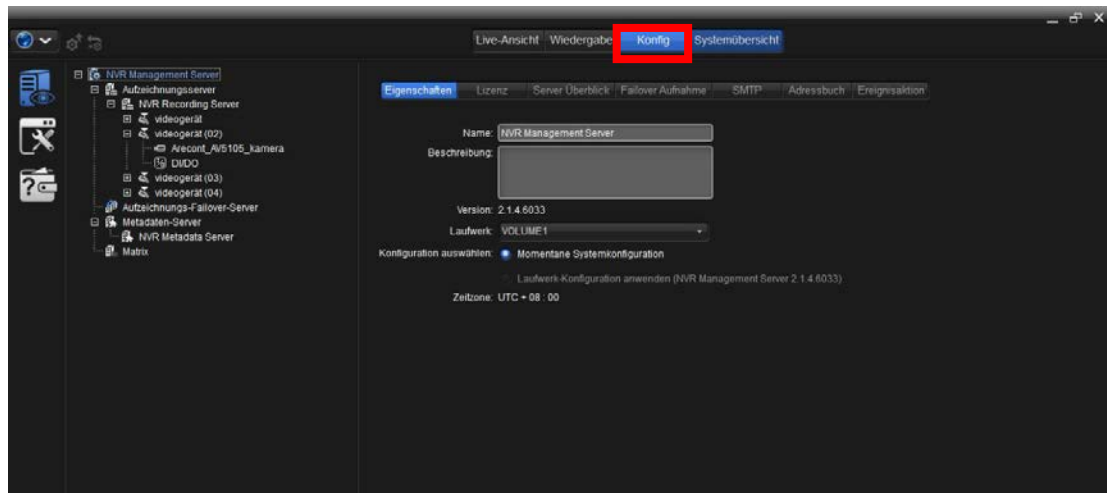 Live-Ansicht Wiedergabe Konfig Systemübersicht
NVR Management Server
Aufzeichnungsserver
NVR Recording Server
videogerät
videogerät (02)
Arecont_AV5105_kamera
DI/DO
videogerät (03)
videogerät (04)
Aufzeichnungs-Failover-Server
Metadaten-Server
NVR Metadata Server
Matrix
Eigenschaften Lizenz Server Überblick Failover Aufnahme SMTP Adressbuch Ereignisaktion
Name: NVR Management Server
Beschreibung:
Version: 2.1.4.6033
Laufwerk: VOLUME1
Konfiguration auswählen: Momentane Systemkonfiguration
Laufwerk-Konfiguration anwenden (NVR Management Server 2.1.4.6033)
Zeitzone: UTC + 08 : 00